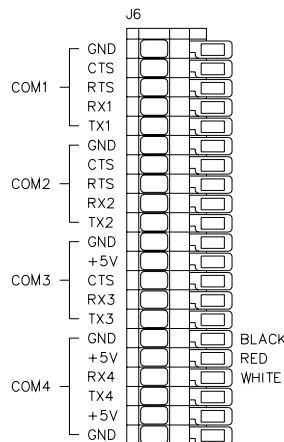 J6
GND
CTS
COM1 RTS
RX1
TX1
GND
CTS
COM2 RTS
RX2
TX2
GND
+5V
COM3 CTS
RX3
TX3
GND BLACK
+5V RED
RX4 WHITE
COM4 TX4
+5V
GND